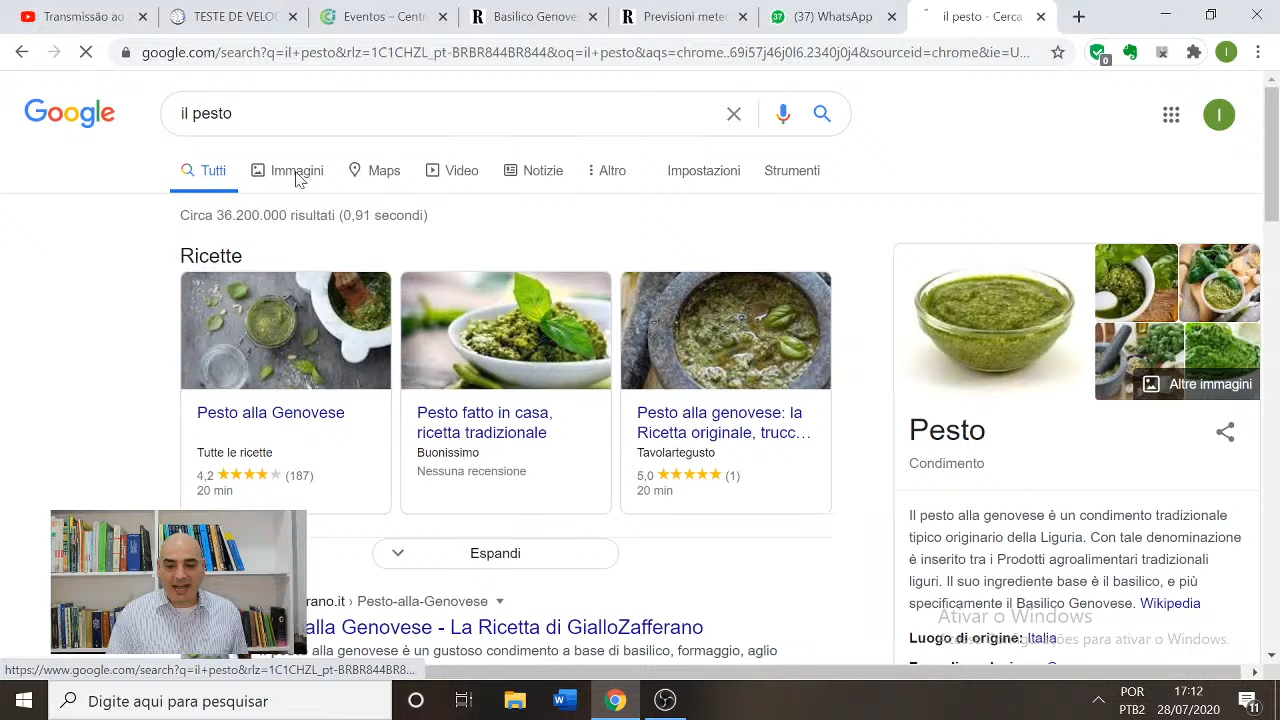 Transmissão ao
TESTE DE VELOC
Eventos – Centr
Basilico Genove
Previsioni mete
(37) WhatsApp
il pesto - Cerca
google.com/search?q=il+pesto&rlz=1C1CHZL_pt-BRBR844BR844&oq=il+pesto&aqs=chrome..69i57j46j0l6.2340j0j4&sourceid=chrome&ie=U...
0
I
Google
il pesto
I
Tutti
Immagini
Maps
Video
Notizie
Altro
Impostazioni
Strumenti
Circa 36.200.000 risultati (0,91 secondi)
Ricette
Pesto alla Genovese
Tutte le ricette
4,2 ★★★★★ (187)
20 min
Pesto fatto in casa,
ricetta tradizionale
Buonissimo
Nessuna recensione
Pesto alla genovese: la
Ricetta originale, trucc...
Tavolartegusto
5,0 ★★★★★ (1)
20 min
Altre immagini
Pesto
Condimento
Il pesto alla genovese è un condimento tradizionale
tipico originario della Liguria. Con tale denominazione
è inserito tra i Prodotti agroalimentari tradizionali
liguri. Il suo ingrediente base è il basilico, e più
specificamente il Basilico Genovese. Wikipedia
Luogo di origine: Italia
Espandi
rano.it › Pesto-alla-Genovese
alla Genovese - La Ricetta di GialloZafferano
alla genovese è un gustoso condimento a base di basilico, formaggio, aglio
Ativar o Windows
ões para ativar o Windows.
https://www.google.com/search?q=il+pesto&rlz=1C1CHZL_pt-BRBR844BR8...
Digite aqui para pesquisar
POR
PTB2
17:12
28/07/2020
11